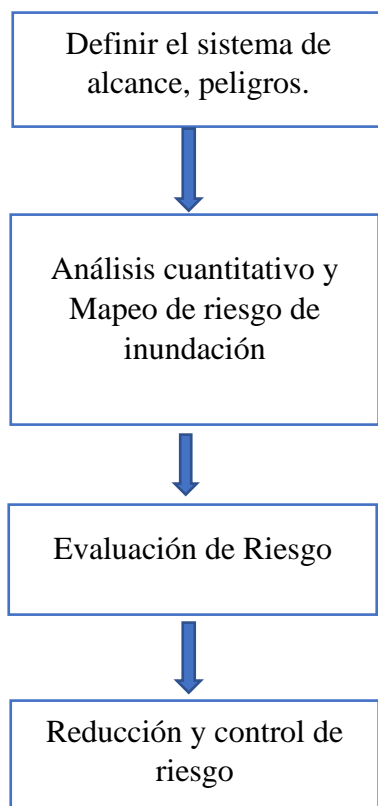 Definir el sistema de
alcance, peligros.
Análisis cuantitativo y
Mapeo de riesgo de
inundación
Evaluación de Riesgo
Reducción y control de
riesgo